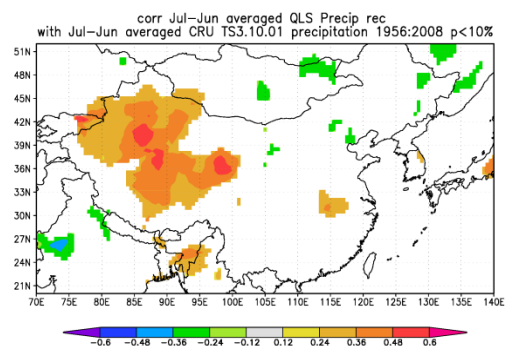 corr Jul-Jun averaged QLS Precip rec
with Jul-Jun averaged CRU TS3.10.01 precipitation 1956:2008 p<10%
51N
48N
45N
42N
39N
36N
33N
30N
27N
24N
21N
70E 75E 80E 85E 90E 95E 100E 105E 110E 115E 120E 125E 130E 135E 140E
-0.6 -0.48 -0.36 -0.24 -0.12 0.12 0.24 0.36 0.48 0.6